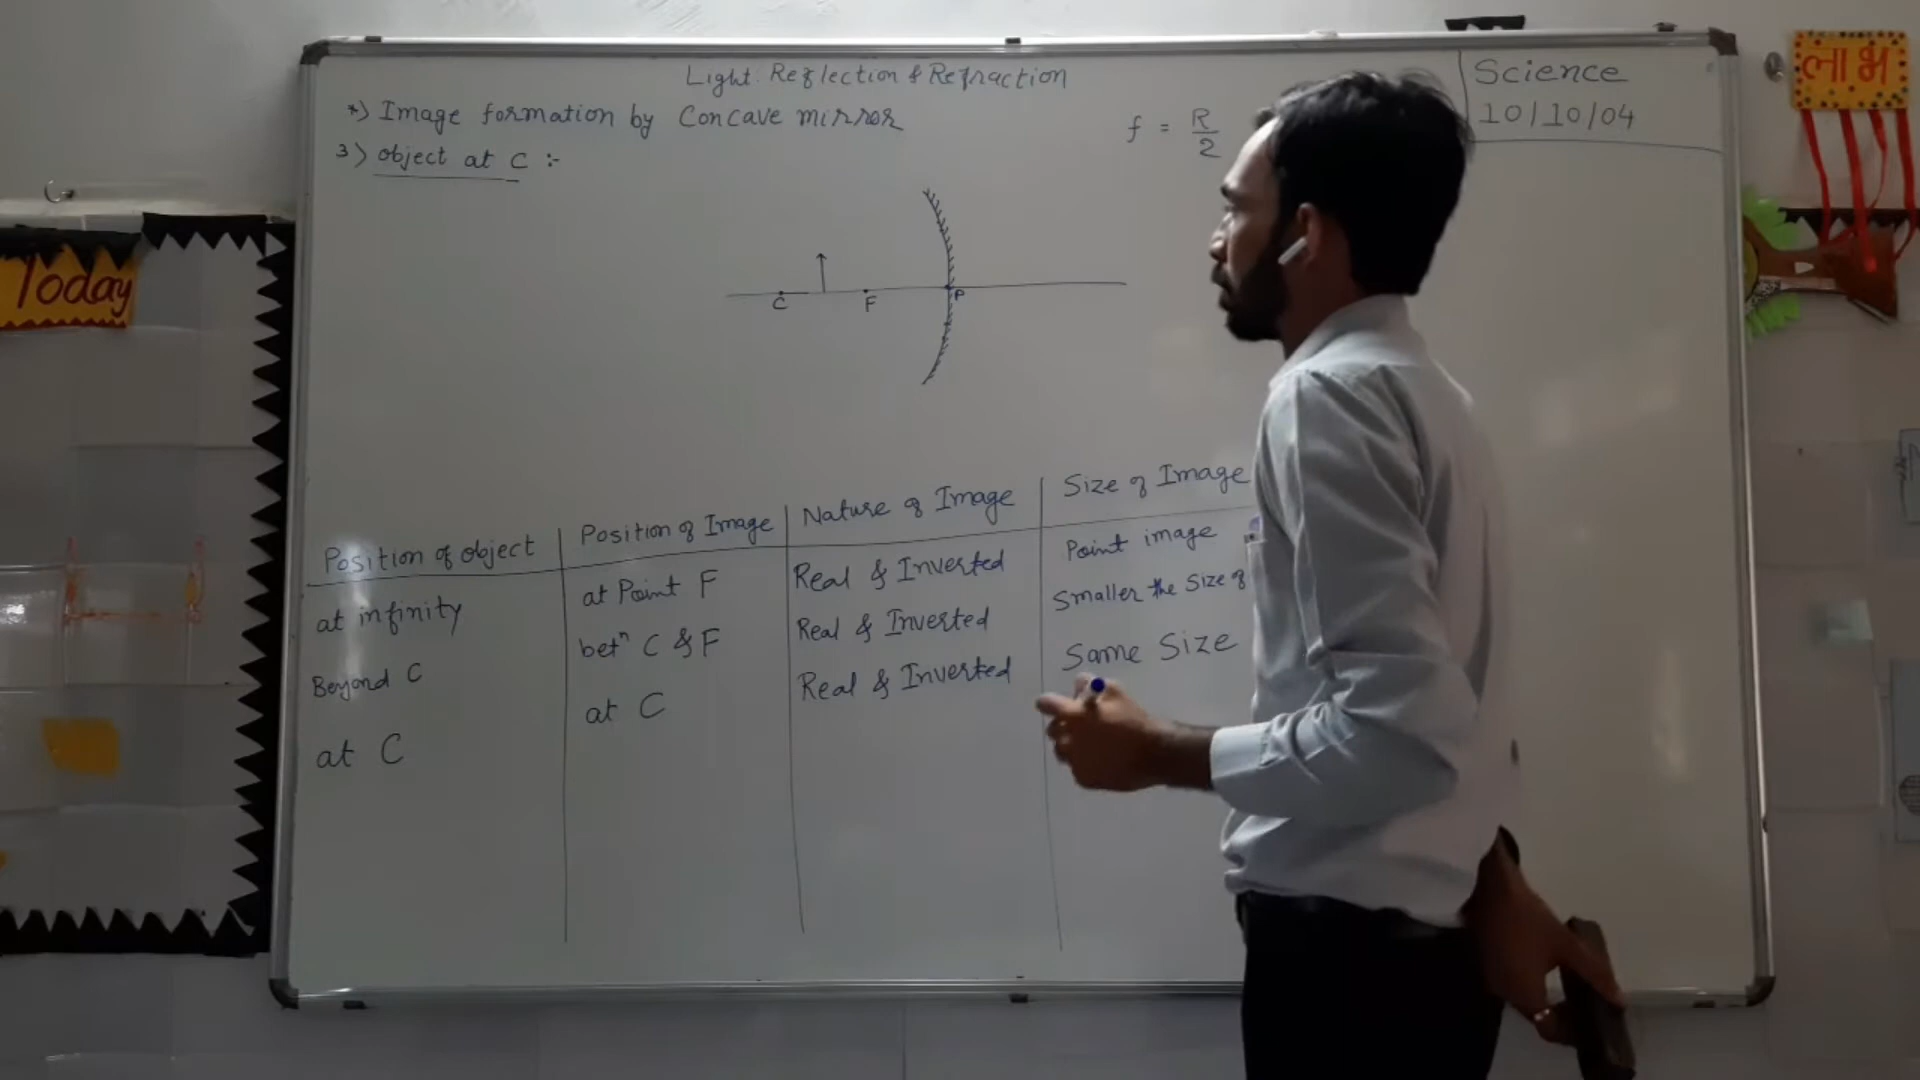 Light: Reflection & Refraction
*) Image formation by Concave mirror
3) object at C :-
f = R/2
Science
10/10/04
लाभ
Today
C
F
P
Position of object
Position of Image
Nature of Image
Size of Image
at infinity
at Point F
Real & Inverted
Point image
Beyond C
betⁿ C & F
Real & Inverted
Smaller the Size of
at C
at C
Real & Inverted
Same Size